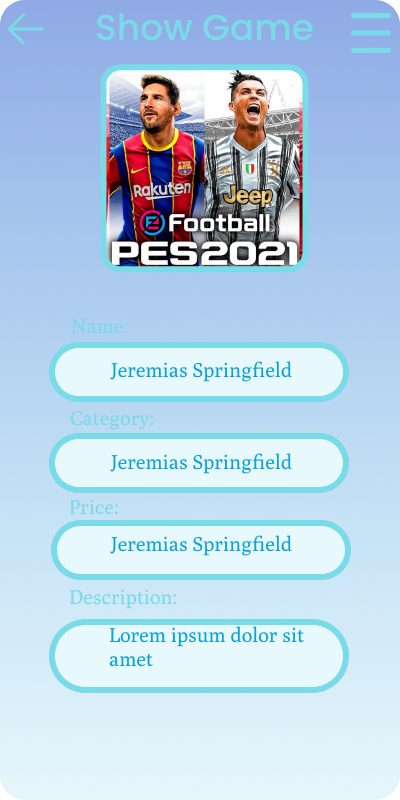 Show Game
Rakuten
Jeep
Football
PES2021
Name:
Jeremias Springfield
Category:
Jeremias Springfield
Price:
Jeremias Springfield
Description:
Lorem ipsum dolor sit
amet